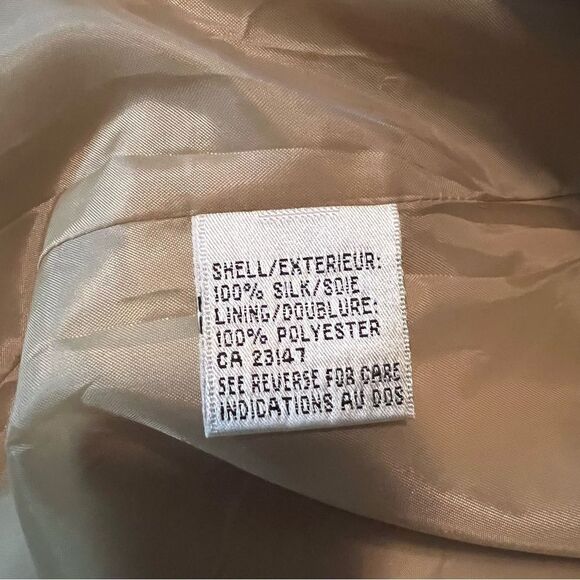 SHELL/EXTERIEUR:
100% SILK/SOIE
LINING/DOUBLURE:
100% POLYESTER
CA 23147
SEE REVERSE FOR CARE
INDICATIONS AU DOS